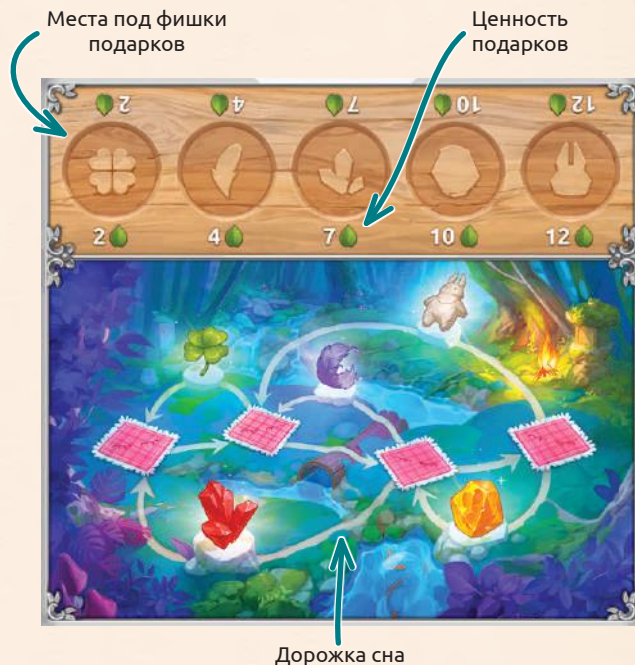 Места под фишки
подарков
Ценность
подарков
2 4 7 10 12
2 4 7 10 12
Дорожка сна